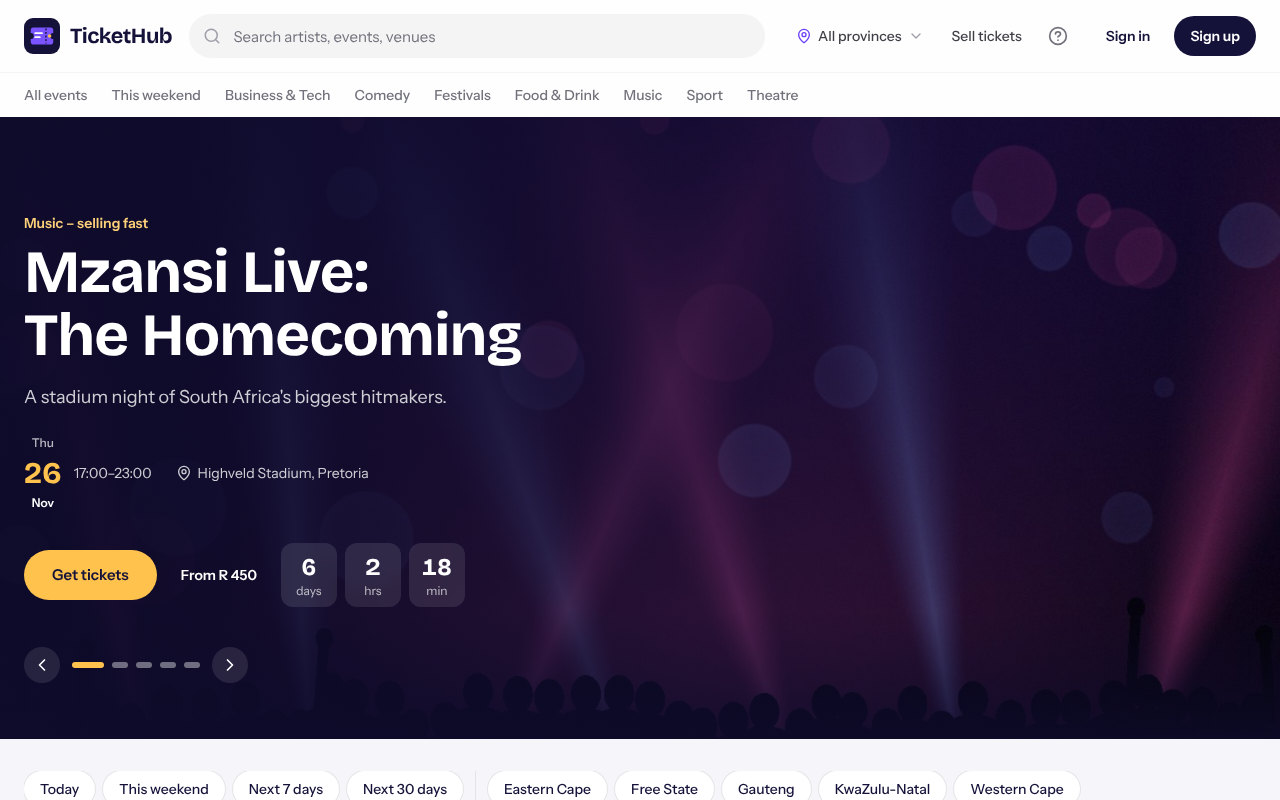 TicketHub
Search artists, events, venues
All provinces
Sell tickets
Sign in
Sign up
All events
This weekend
Business & Tech
Comedy
Festivals
Food & Drink
Music
Sport
Theatre
Music – selling fast
Mzansi Live:
The Homecoming
A stadium night of South Africa's biggest hitmakers.
Thu
26
Nov
17:00–23:00
Highveld Stadium, Pretoria
Get tickets
From R 450
6
days
2
hrs
18
min
Today
This weekend
Next 7 days
Next 30 days
Eastern Cape
Free State
Gauteng
KwaZulu-Natal
Western Cape